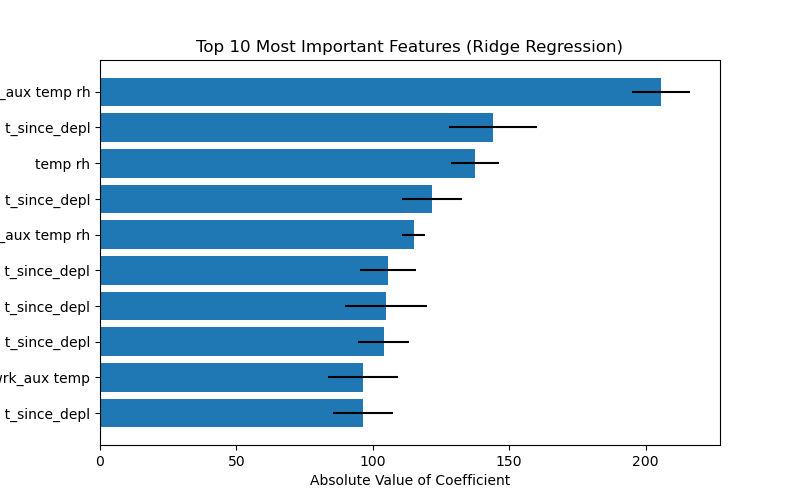 Top 10 Most Important Features (Ridge Regression)
_aux temp rh
t_since_depl
temp rh
t_since_depl
_aux temp rh
t_since_depl
t_since_depl
t_since_depl
rk_aux temp
t_since_depl
0 50 100 150 200
Absolute Value of Coefficient